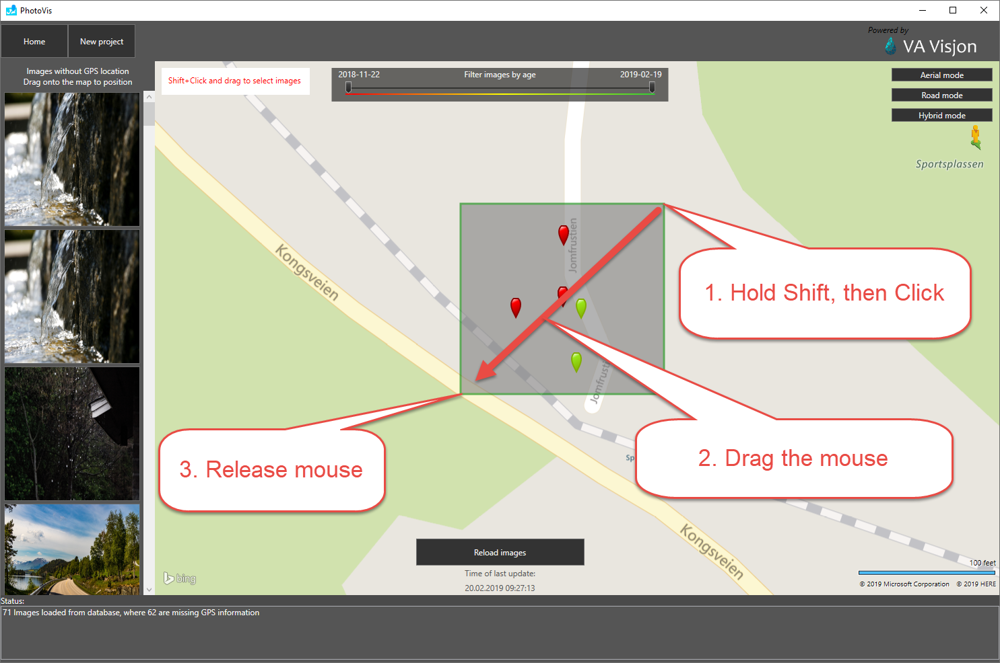 PhotoVis
Home
New project
Powered by
VA Visjon
Images without GPS location
Drag onto the map to position
Shift+Click and drag to select images
2018-11-22
Filter images by age
2019-02-19
Aerial mode
Road mode
Hybrid mode
Sportsplassen
Jomfrustien
Kongsveien
1. Hold Shift, then Click
Jomfrusti
2. Drag the mouse
Sp
3. Release mouse
Kongsveien
Reload images
Time of last update:
20.02.2019 09:27:13
bing
100 feet
© 2019 Microsoft Corporation © 2019 HERE
Status:
71 Images loaded from database, where 62 are missing GPS information